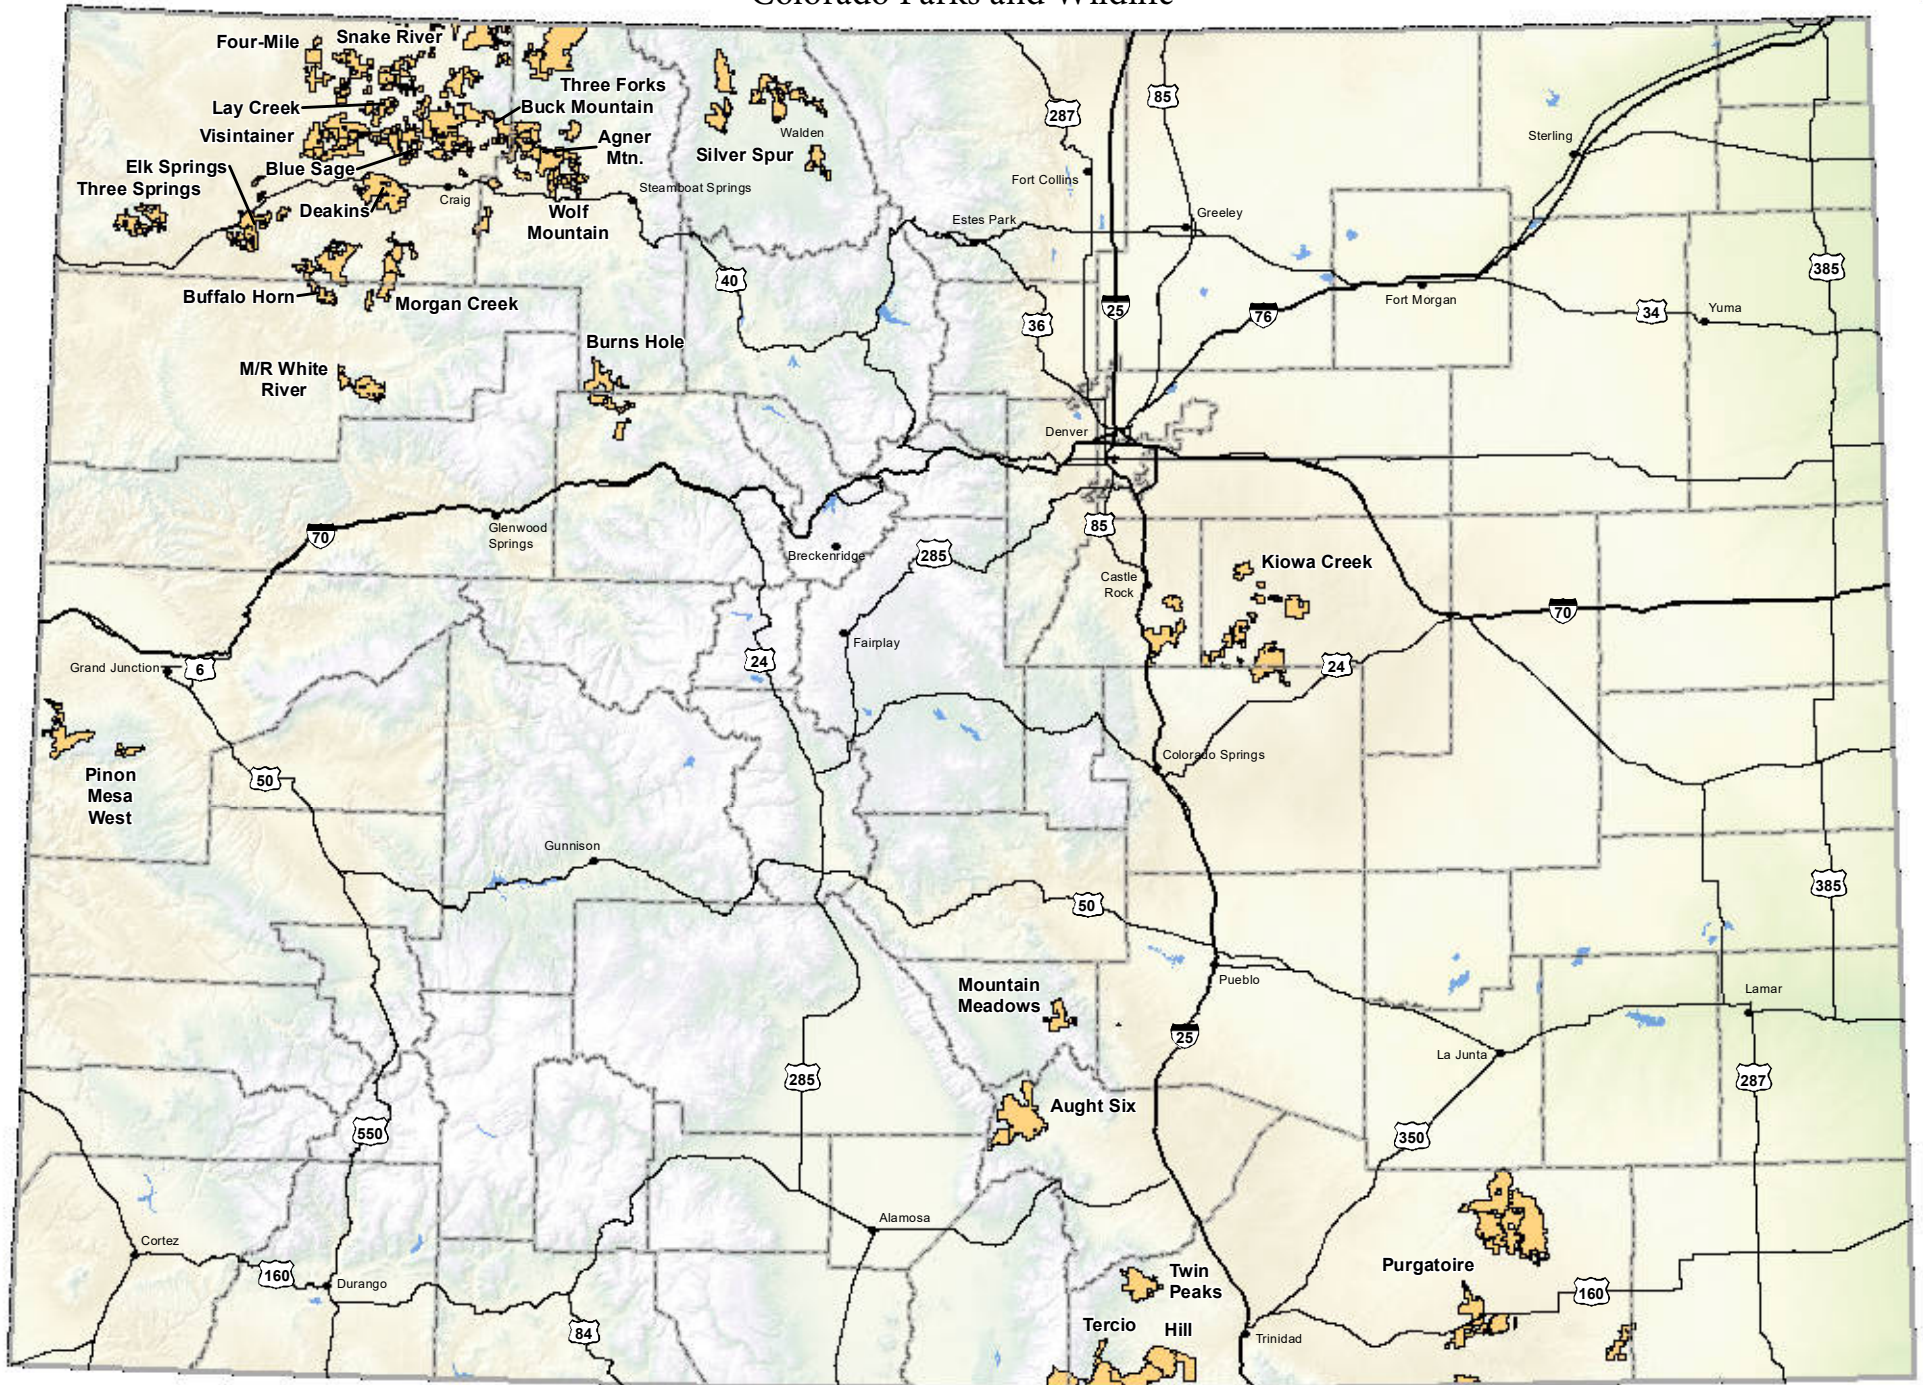 Colorado Parks and Wildlife
Four-Mile
Snake River
Three Forks
Lay Creek
Buck Mountain
Visintainer
Agner
Mtn.
Elk Springs
Blue Sage
Three Springs
Deakins
Craig
Steamboat Springs
Wolf
Mountain
Walden
Silver Spur
Buffalo Horn
Morgan Creek
M/R White
River
Burns Hole
40
287
85
Fort Collins
Estes Park
Greeley
Sterling
36
25
76
Fort Morgan
34
Yuma
385
Denver
70
Glenwood
Springs
Breckenridge
285
85
Castle
Rock
Kiowa Creek
70
24
Grand Junction
6
24
Fairplay
Pinon
Mesa
West
50
Colorado Springs
Gunnison
50
385
Mountain
Meadows
Pueblo
Lamar
25
La Junta
285
287
Aught Six
550
350
Cortez
160
Durango
Alamosa
84
Twin
Peaks
Tercio
Hill
Trinidad
Purgatoire
160